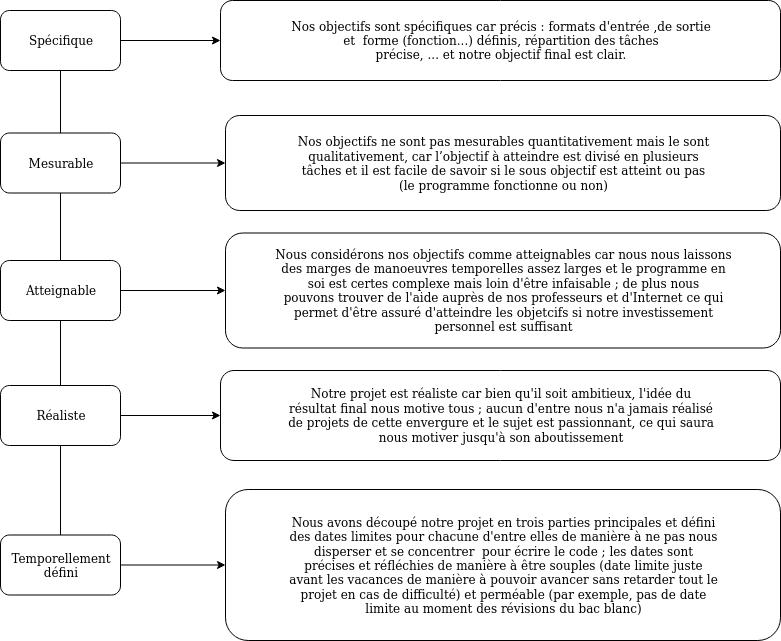 Spécifique
Nos objectifs sont spécifiques car précis : formats d'entrée ,de sortie
et forme (fonction...) définis, répartition des tâches
précise, ... et notre objectif final est clair.
Mesurable
Nos objectifs ne sont pas mesurables quantitativement mais le sont
qualitativement, car l’objectif à atteindre est divisé en plusieurs
tâches et il est facile de savoir si le sous objectif est atteint ou pas
(le programme fonctionne ou non)
Atteignable
Nous considérons nos objectifs comme atteignables car nous nous laissons
des marges de manoeuvres temporelles assez larges et le programme en
soi est certes complexe mais loin d'être infaisable ; de plus nous
pouvons trouver de l'aide auprès de nos professeurs et d'Internet ce qui
permet d'être assuré d'atteindre les objetcifs si notre investissement
personnel est suffisant
Réaliste
Notre projet est réaliste car bien qu'il soit ambitieux, l'idée du
résultat final nous motive tous ; aucun d'entre nous n'a jamais réalisé
de projets de cette envergure et le sujet est passionnant, ce qui saura
nous motiver jusqu'à son aboutissement
Temporellement
défini
Nous avons découpé notre projet en trois parties principales et défini
des dates limites pour chacune d'entre elles de manière à ne pas nous
disperser et se concentrer pour écrire le code ; les dates sont
précises et réfléchies de manière à être souples (date limite juste
avant les vacances de manière à pouvoir avancer sans retarder tout le
projet en cas de difficulté) et perméable (par exemple, pas de date
limite au moment des révisions du bac blanc)